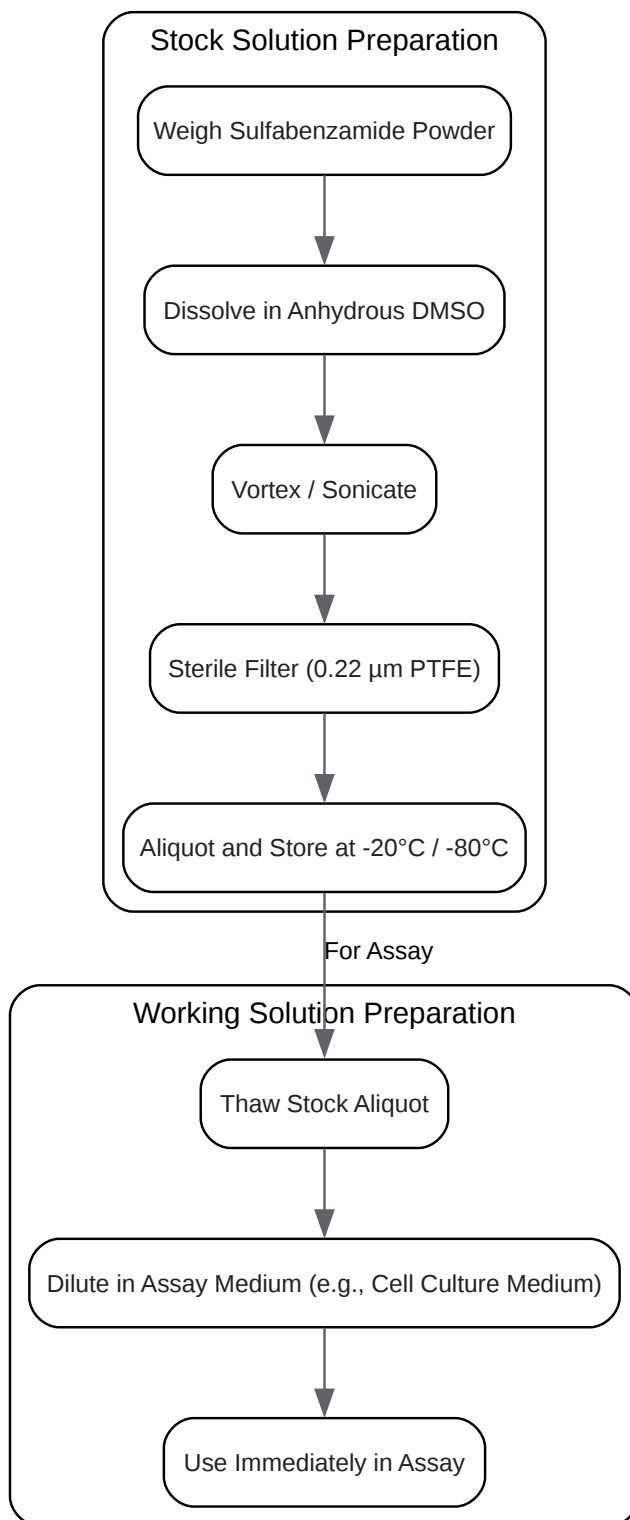 Stock Solution Preparation
Weigh Sulfabenzamide Powder
Dissolve in Anhydrous DMSO
Vortex / Sonicate
Sterile Filter (0.22 µm PTFE)
Aliquot and Store at -20°C / -80°C
For Assay
Working Solution Preparation
Thaw Stock Aliquot
Dilute in Assay Medium (e.g., Cell Culture Medium)
Use Immediately in Assay